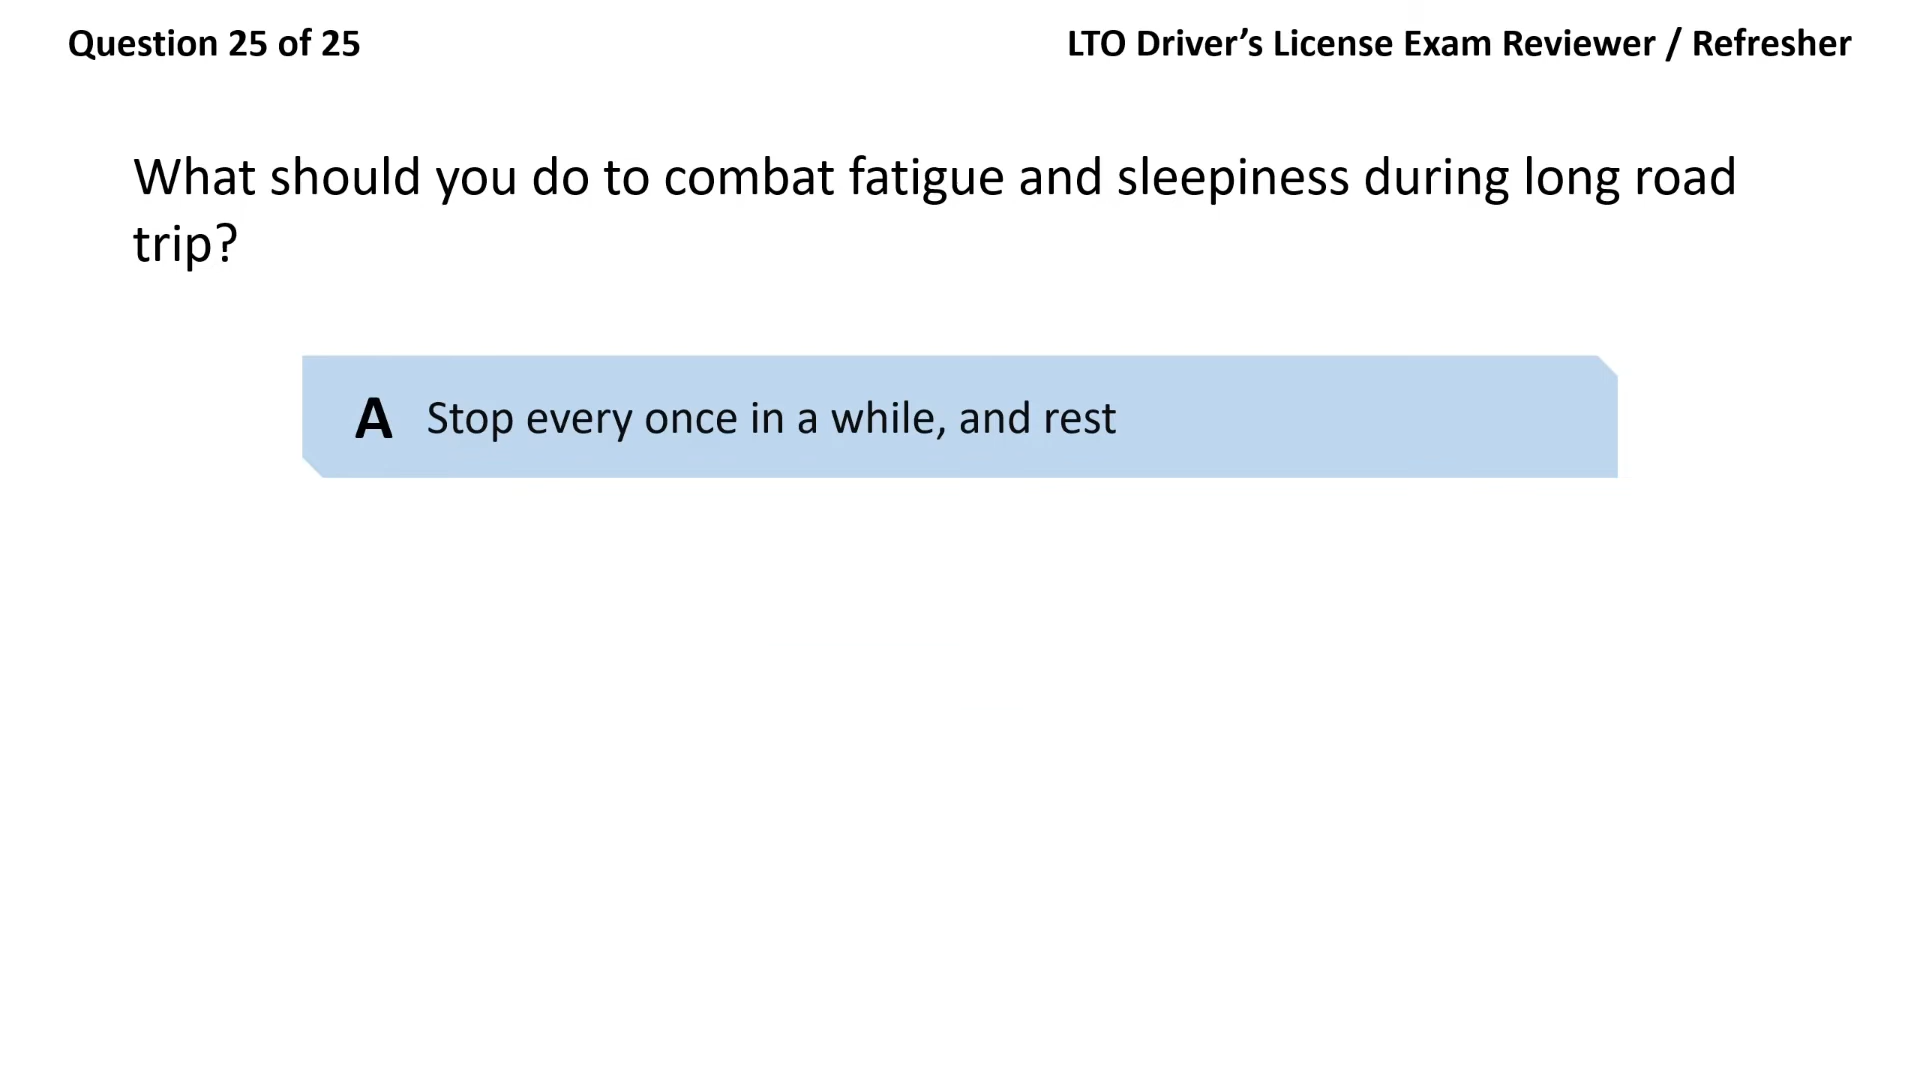 Question 25 of 25
LTO Driver’s License Exam Reviewer / Refresher
What should you do to combat fatigue and sleepiness during long road
trip?
A Stop every once in a while, and rest